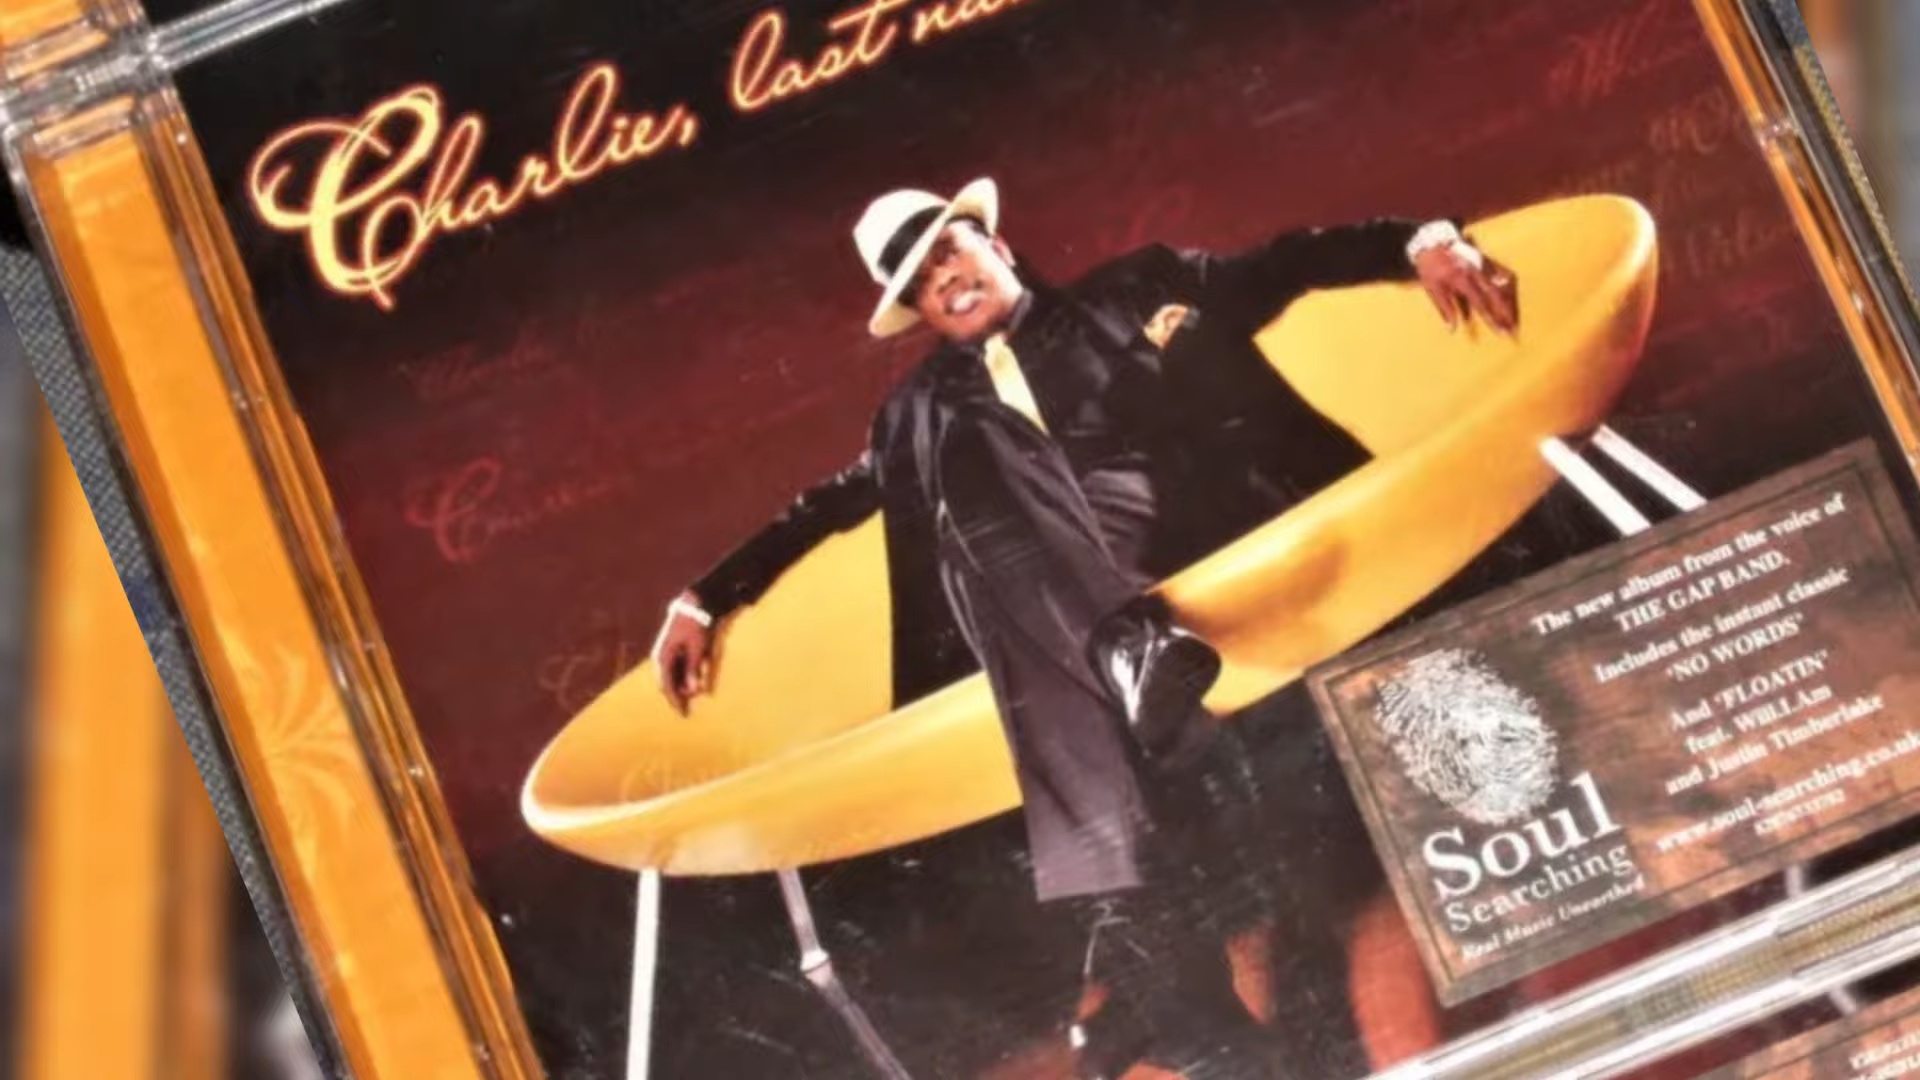 Charlie, last
The new album from the voice of
THE GAP BAND.
Includes the instant classic
'NO WORDS'
And 'FLOATIN'
feat. WILL.I.Am
and Justin Timberlake
www.soul-searching.co.uk
Soul
Searching
Real Music Unearthed